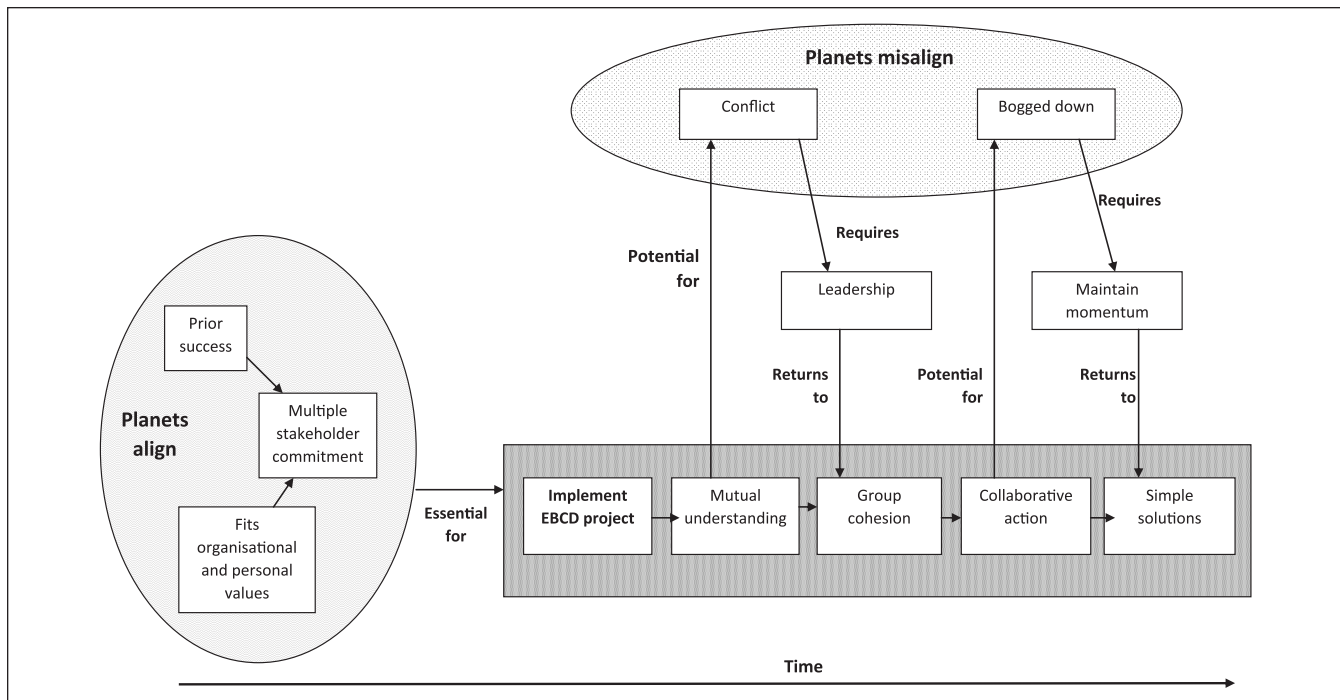 Planets misalign
Conflict
Bogged down
Requires
Requires
Potential
for
Leadership
Maintain
momentum
Prior
success
Planets
align
Multiple
stakeholder
commitment
Fits
organisational
and personal
values
Returns
to
Potential
for
Returns
to
Essential
for
Implement
EBCD project
Mutual
understanding
Group
cohesion
Collaborative
action
Simple
solutions
Time